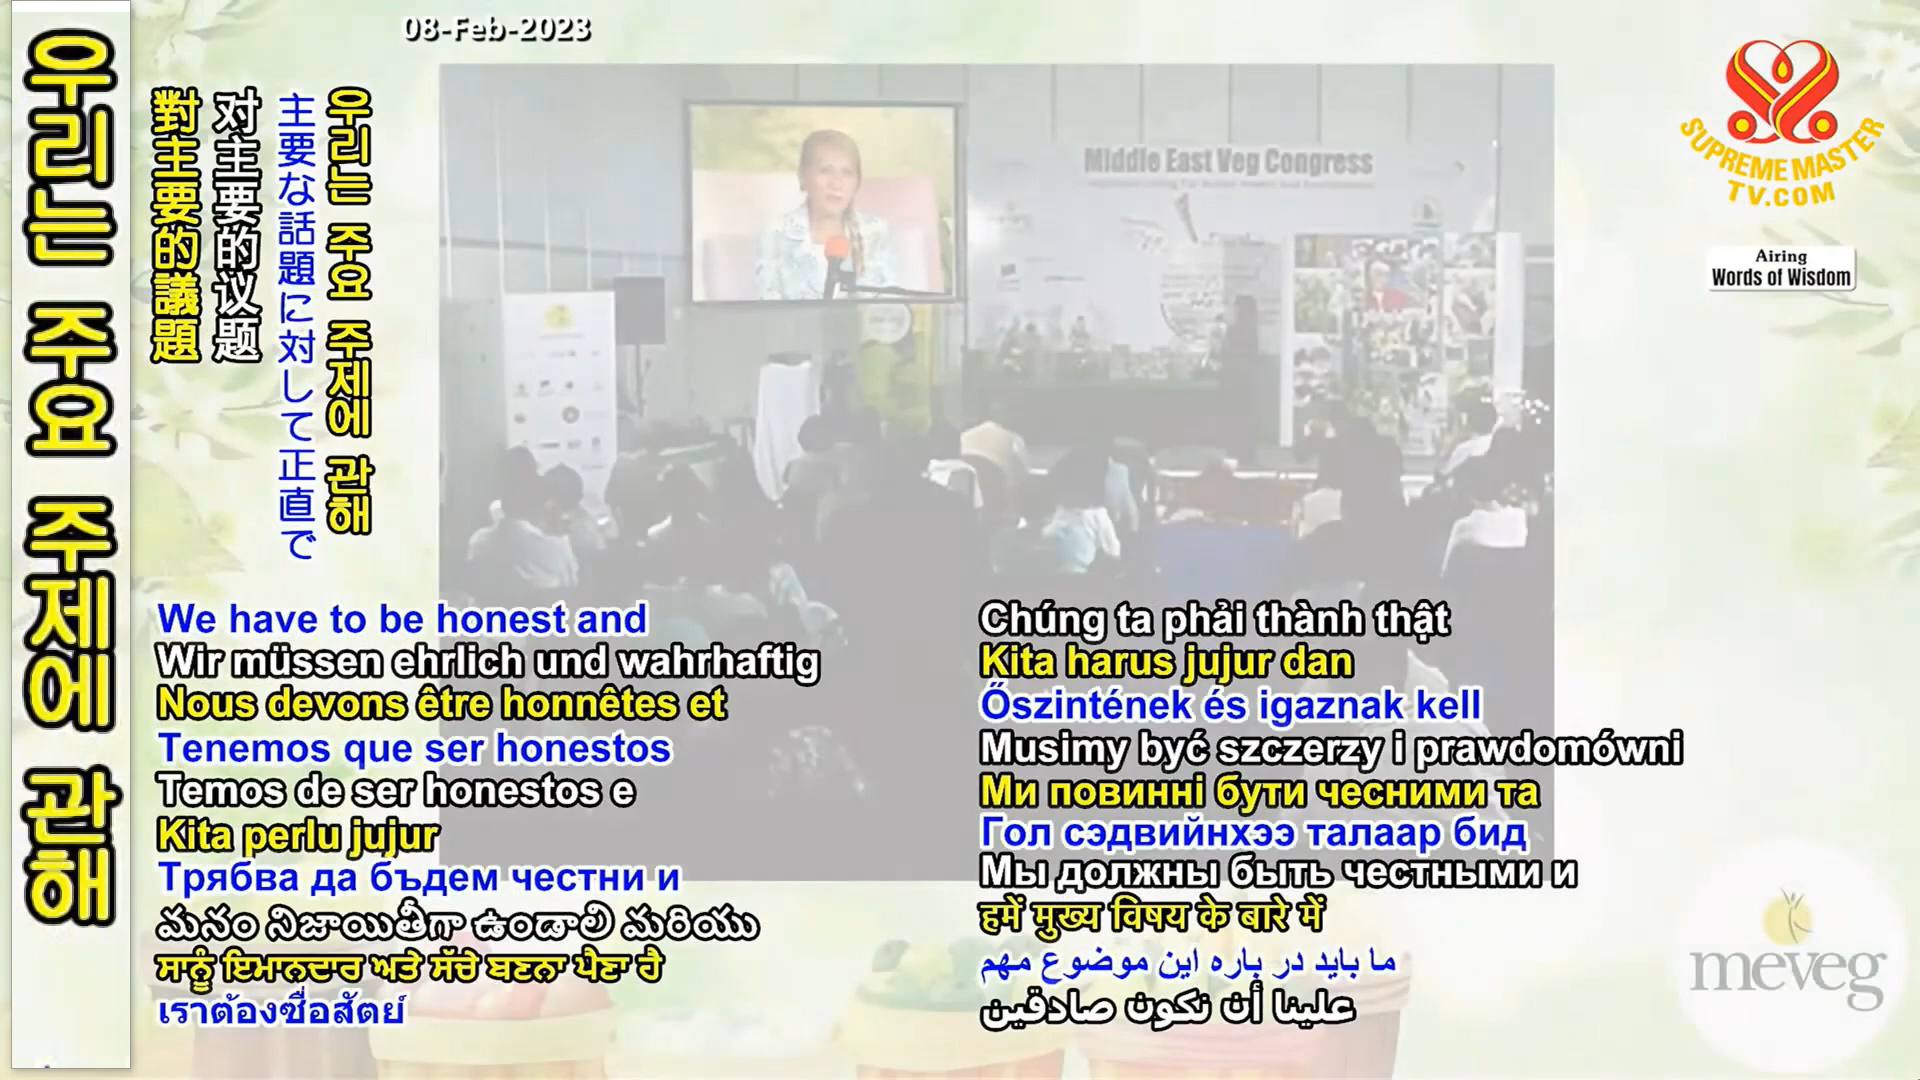 08-Feb-2023
우리는 주요 주제에 관해
對主要的議題
对主要的议题
主要な話題に対して正直で
우리는 주요 주제에 관해
Middle East Veg Congress
SUPREME MASTER
TV.COM
Airing
Words of Wisdom
We have to be honest and
Wir müssen ehrlich und wahrhaftig
Nous devons être honnêtes et
Tenemos que ser honestos
Temos de ser honestos e
Kita perlu jujur
Трябва да бъдем честни и
మనం నిజాయితీగా ఉండాలి మరియు
ਸਾਨੂੰ ਇਮਾਨਦਾਰ ਅਤੇ ਸੱਚੇ ਬਣਨਾ ਪੈਣਾ ਹੈ
เราต้องซื่อสัตย์
Chúng ta phải thành thật
Kita harus jujur dan
Őszintének és igaznak kell
Musimy być szczerzy i prawdomówni
Ми повинні бути чесними та
Гол сэдвийнхээ талаар бид
Мы должны быть честными и
हमें मुख्य विषय के बारे में
ما باید در باره این موضوع مهم
علينا أن نكون صادقين
meveg